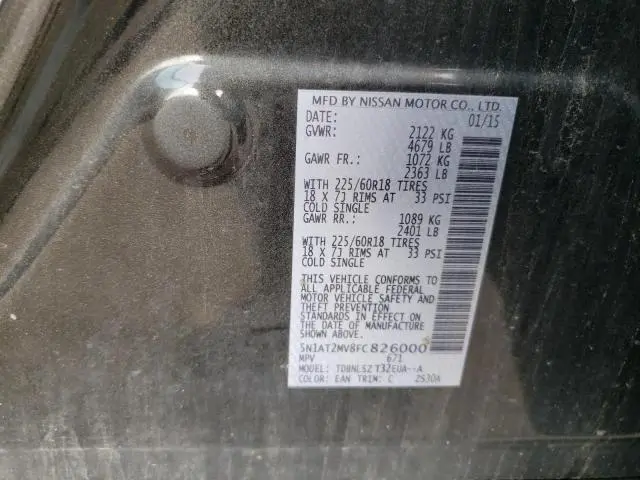 MFD BY NISSAN MOTOR CO., LTD.
DATE: 01/15
GVWR: 2122 KG
4679 LB
GAWR FR.: 1072 KG
2363 LB
WITH 225/60R18 TIRES
18 X 7J RIMS AT 33 PSI
COLD SINGLE
GAWR RR.: 1089 KG
2401 LB
WITH 225/60R18 TIRES
18 X 7J RIMS AT 33 PSI
COLD SINGLE
THIS VEHICLE CONFORMS TO
ALL APPLICABLE FEDERAL
MOTOR VEHICLE SAFETY AND
THEFT PREVENTION
STANDARDS IN EFFECT ON
THE DATE OF MANUFACTURE
SHOWN ABOVE.
5N1AT2MV8FC826000
MPV 671
MODEL: TDBNLSZ T32EUA--A
COLOR: EAN TRIM: C 2S30A